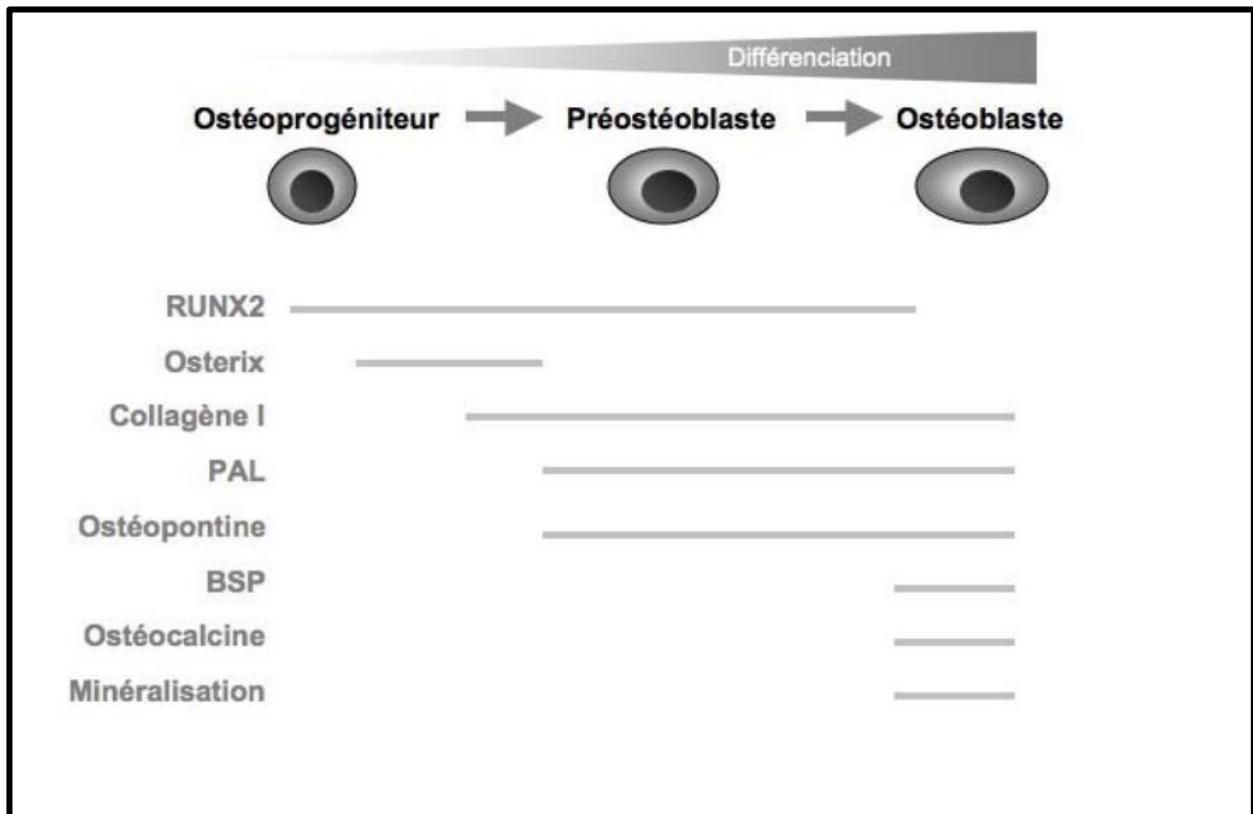 Différenciation
Ostéoprogéniteur Préostéoblaste Ostéoblaste
RUNX2
Osterix
Collagène I
PAL
Ostéopontine
BSP
Ostéocalcine
Minéralisation